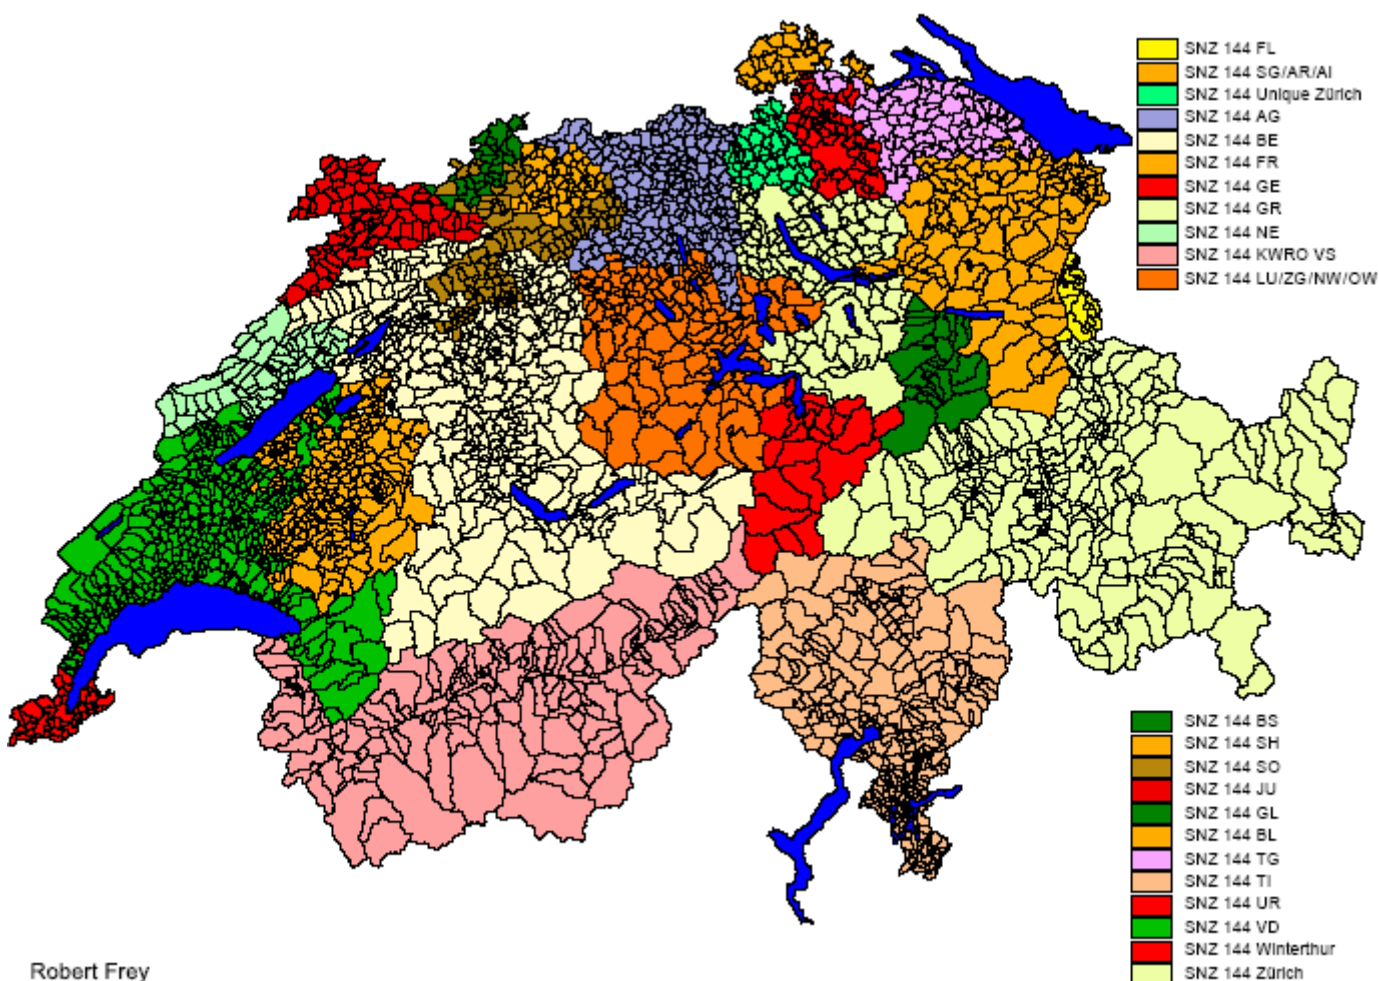 SNZ 144 FL
SNZ 144 SG/AR/AI
SNZ 144 Unique Zürich
SNZ 144 AG
SNZ 144 BE
SNZ 144 FR
SNZ 144 GE
SNZ 144 GR
SNZ 144 NE
SNZ 144 KWRO VS
SNZ 144 LU/ZG/NW/OW
SNZ 144 BS
SNZ 144 SH
SNZ 144 SO
SNZ 144 JU
SNZ 144 GL
SNZ 144 BL
SNZ 144 TG
SNZ 144 TI
SNZ 144 UR
SNZ 144 VD
SNZ 144 Winterthur
SNZ 144 Zürich
Robert Frey